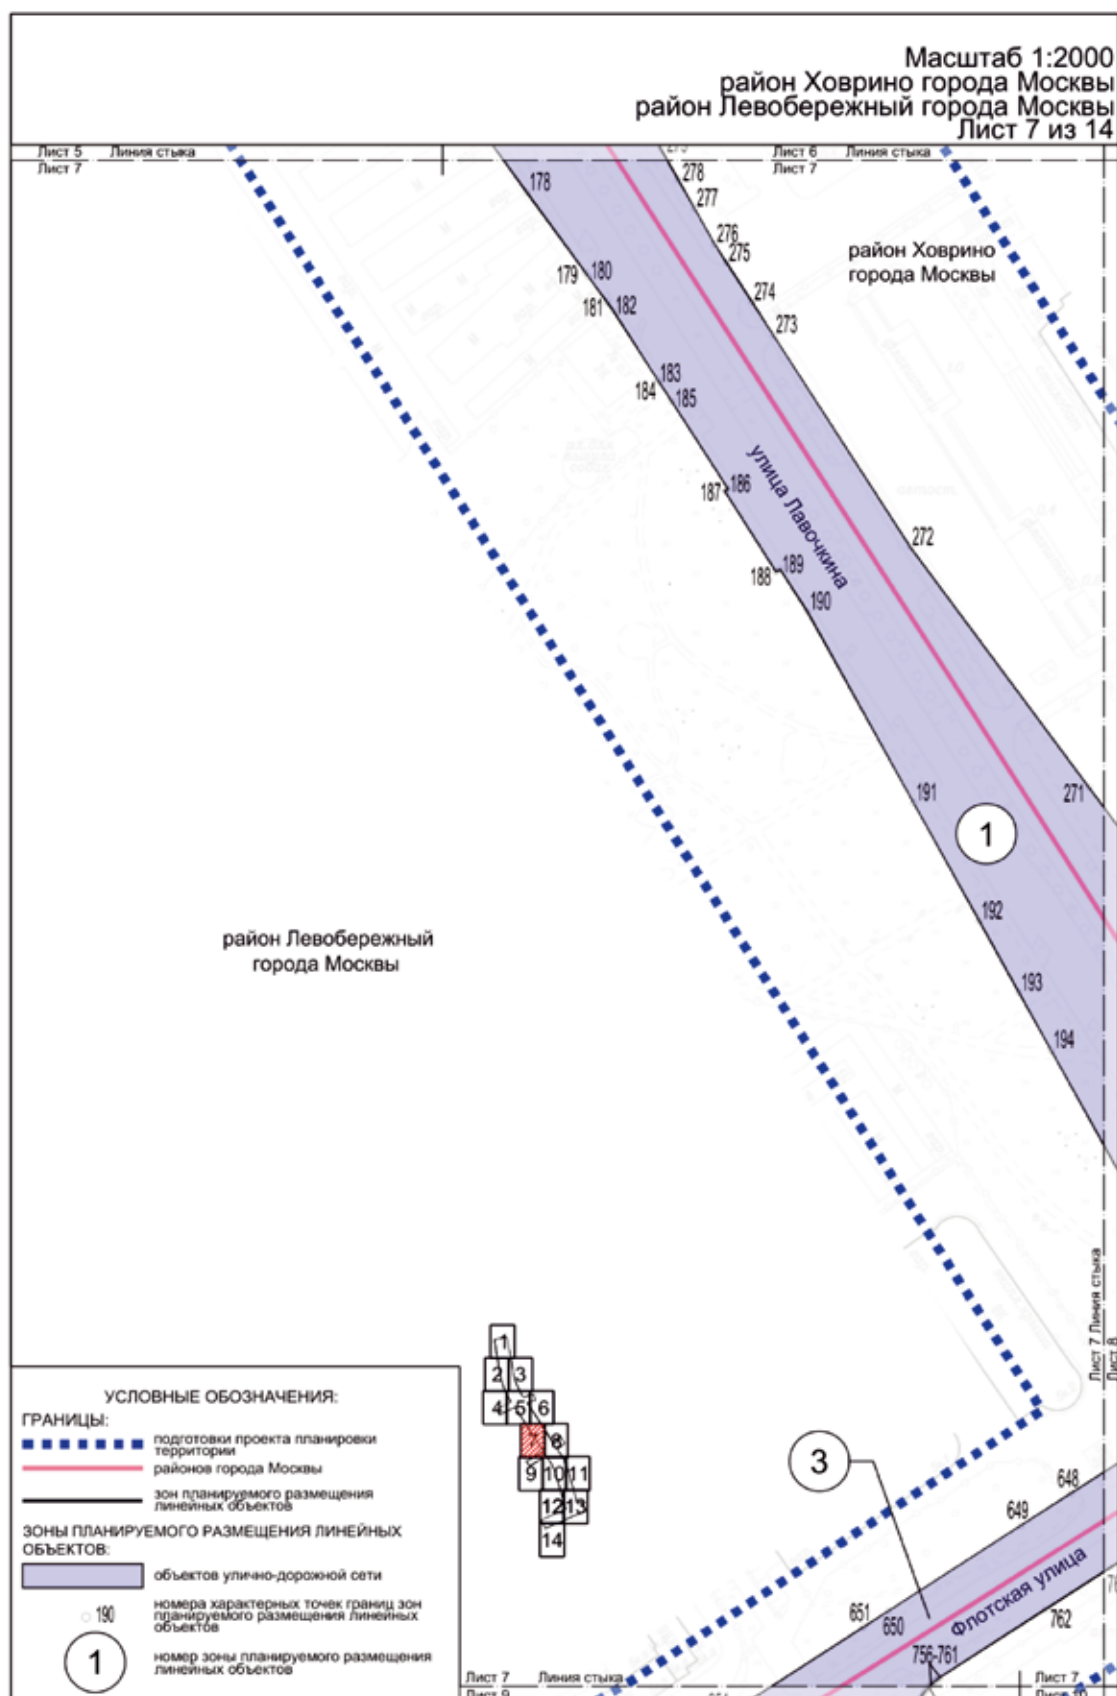 Масштаб 1:2000
район Ховрино города Москвы
район Левобережный города Москвы
Лист 7 из 14
Лист 5 Линия стыка
Лист 7
Лист 6 Линия стыка
Лист 7
178
278
277
276
275
274
273
район Ховрино
города Москвы
179
180
181
182
183
184
185
186
187
улица Лавочкина
272
188
189
190
191
271
1
192
193
194
район Левобережный
города Москвы
Лист 7 Линия стыка
Лист 8
1
2
3
4
5
6
7
8
9
10
11
12
13
14
3
648
649
651
650
Флотская улица
756-761
762
УСЛОВНЫЕ ОБОЗНАЧЕНИЯ:
ГРАНИЦЫ:
подготовки проекта планировки
территории
районов города Москвы
зон планируемого размещения
линейных объектов
ЗОНЫ ПЛАНИРУЕМОГО РАЗМЕЩЕНИЯ ЛИНЕЙНЫХ
ОБЪЕКТОВ:
объектов улично-дорожной сети
190
номера характерных точек границ зон
планируемого размещения линейных
объектов
1
номер зоны планируемого размещения
линейных объектов
Лист 7 Линия стыка
Лист 9
Лист 7
Лист 10